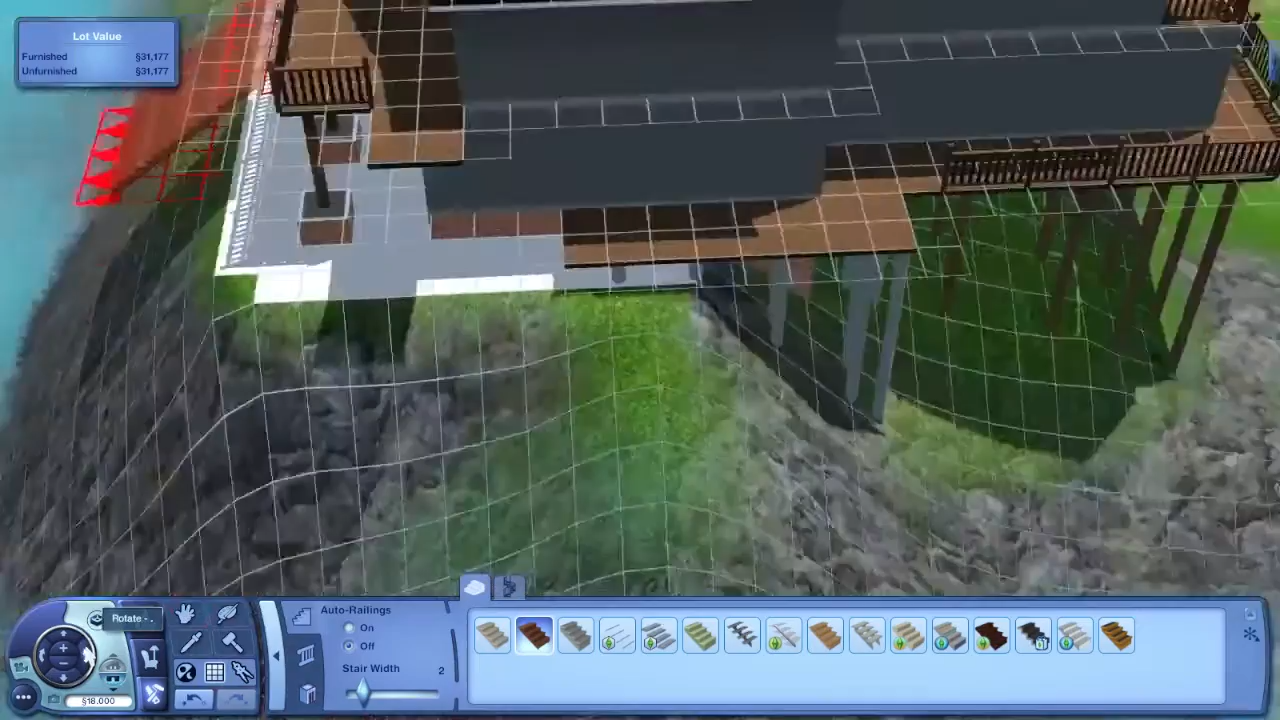 Lot Value
Furnished §31,177
Unfurnished §31,177
Rotate - .
Auto-Railings
On
Off
Stair Width 2
§18,000